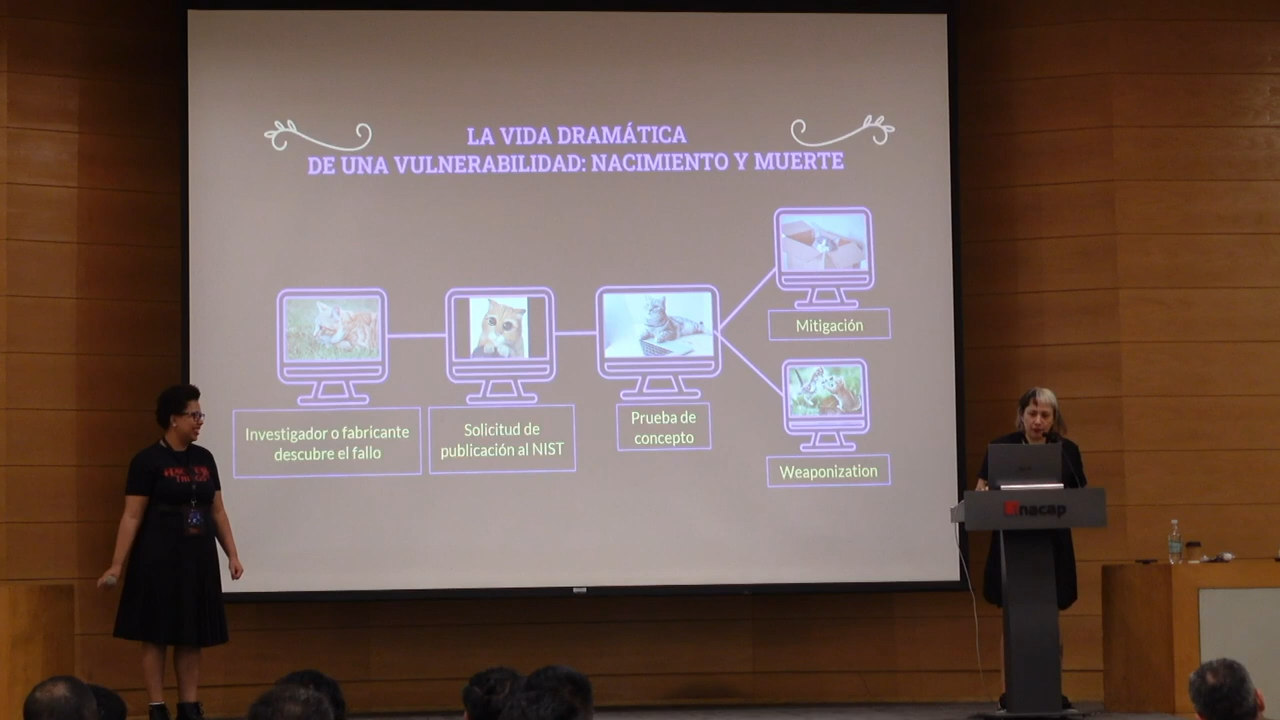 LA VIDA DRAMÁTICA
DE UNA VULNERABILIDAD: NACIMIENTO Y MUERTE
Investigador o fabricante
descubre el fallo
Solicitud de
publicación al NIST
Prueba de
concepto
Mitigación
Weaponization
inacap